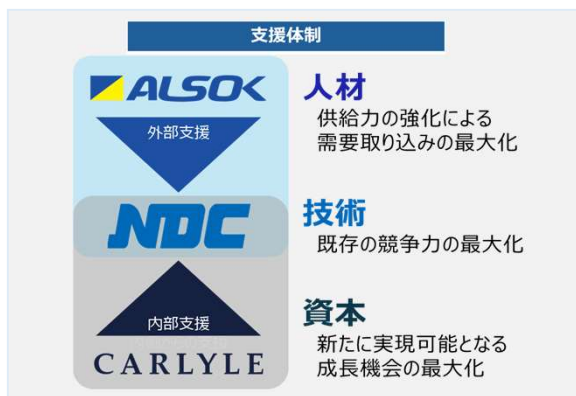 支援体制
ALSOK
外部支援
人材
供給力の強化による
需要取り込みの最大化
NDC
技術
既存の競争力の最大化
内部支援
CARLYLE
資本
新たに実現可能となる
成長機会の最大化